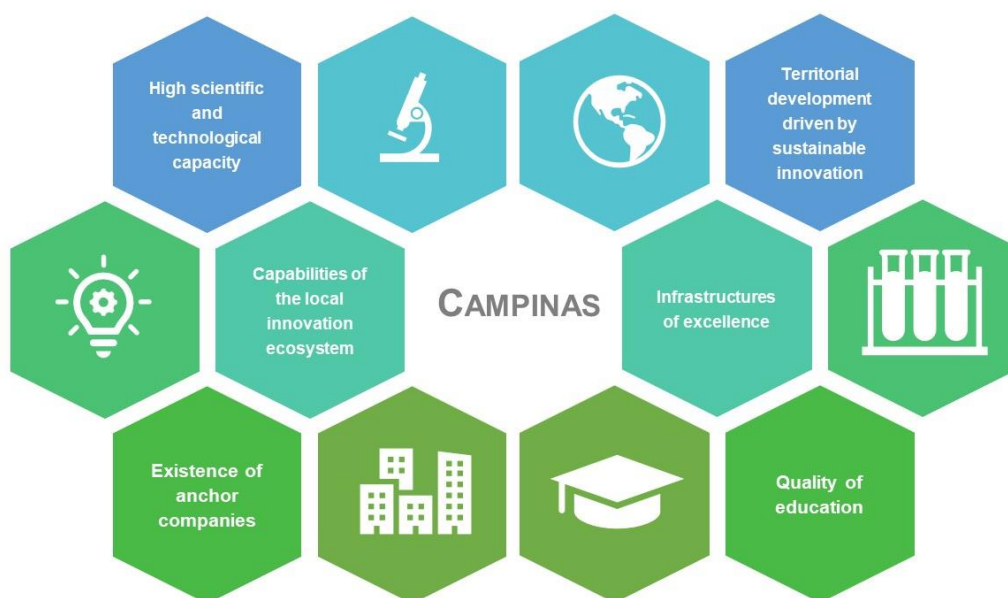 High scientific
and
technological
capacity
Territorial
development
driven by
sustainable
innovation
Capabilities of
the local
innovation
ecosystem
CAMPINAS
Infrastructures
of excellence
Existence of
anchor
companies
Quality of
education